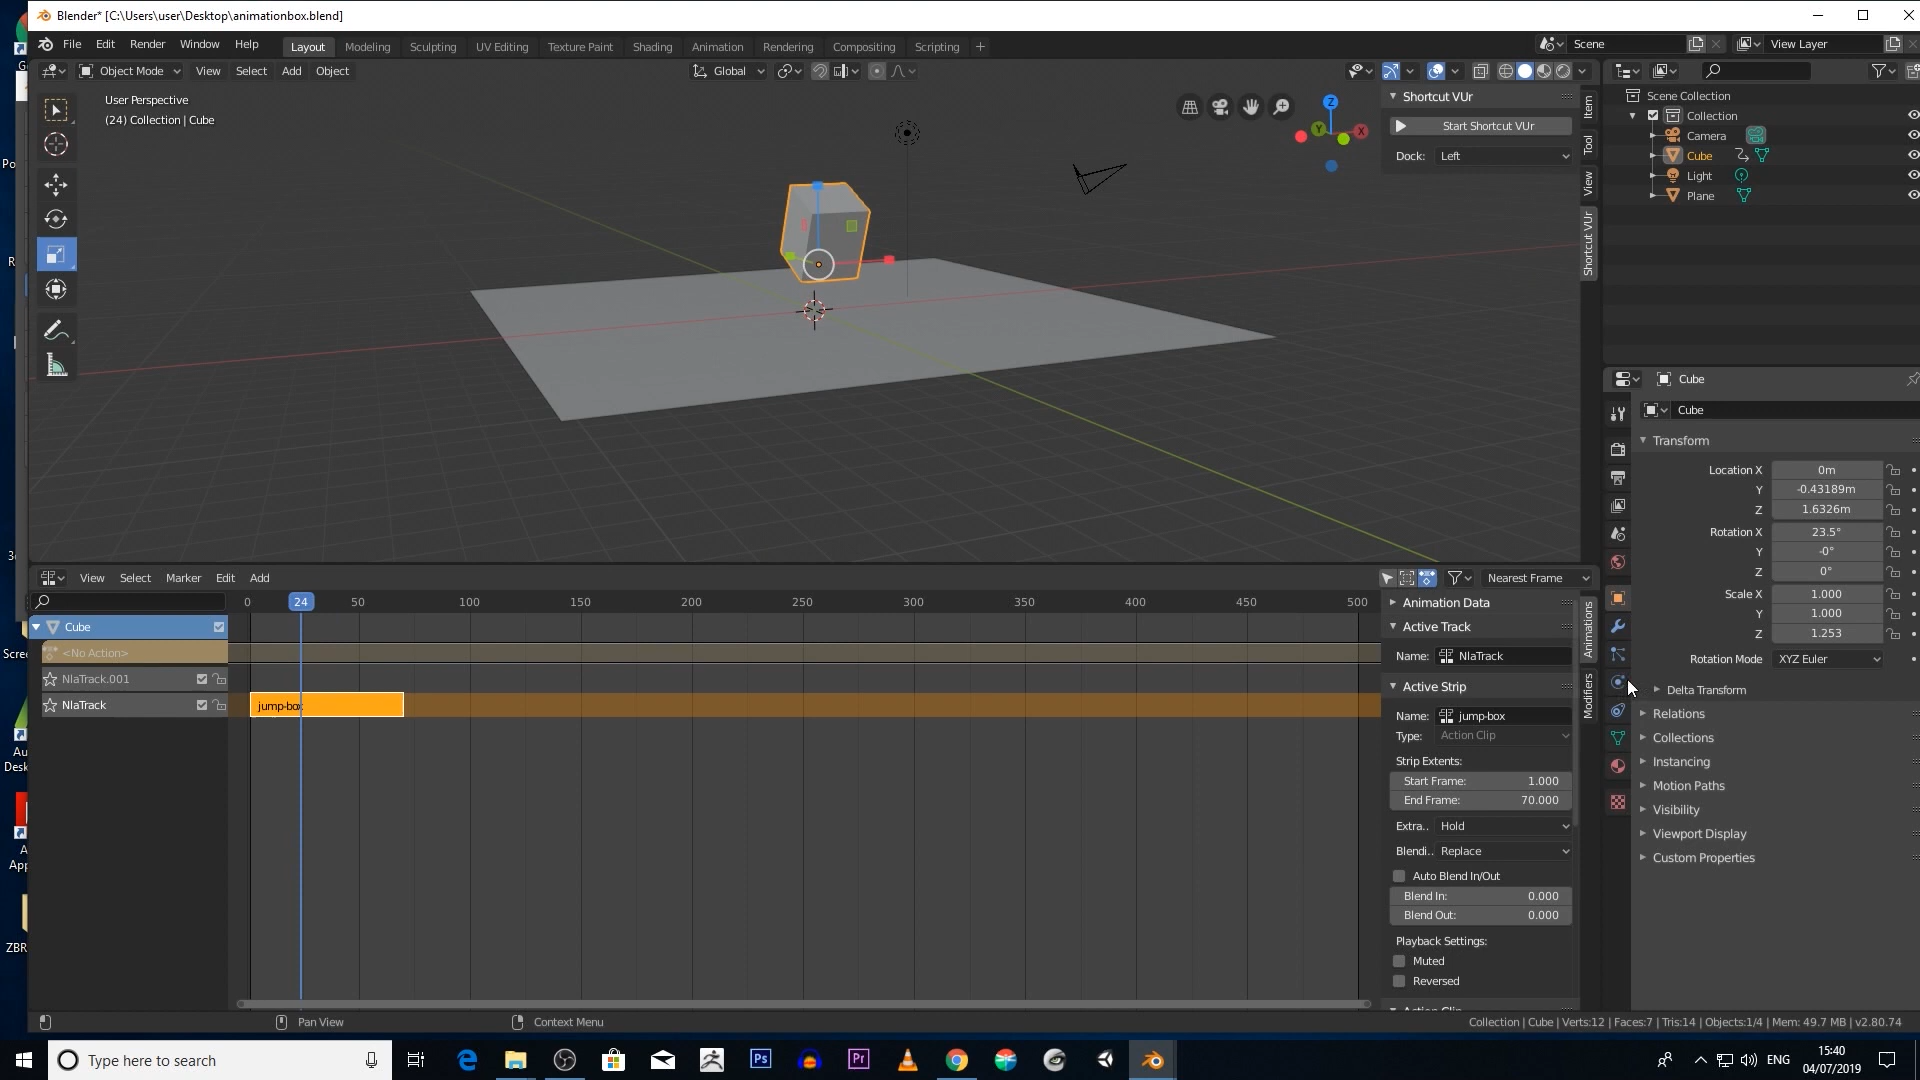 Blender* [C:\Users\user\Desktop\animationbox.blend]
File Edit Render Window Help
Layout Modeling Sculpting UV Editing Texture Paint Shading Animation Rendering Compositing Scripting +
Scene
View Layer
Object Mode View Select Add Object
Global
User Perspective
(24) Collection | Cube
Z
Y
X
Shortcut VUr
Start Shortcut VUr
Dock: Left
Item
Tool
View
Shortcut VUr
Scene Collection
Collection
Camera
Cube
Light
Plane
Cube
Cube
Transform
Location X 0m
Y -0.43189m
Z 1.6326m
Rotation X 23.5°
Y -0°
Z 0°
Scale X 1.000
Y 1.000
Z 1.253
Rotation Mode XYZ Euler
Delta Transform
Relations
Collections
Instancing
Motion Paths
Visibility
Viewport Display
Custom Properties
View Select Marker Edit Add
Nearest Frame
0 24 50 100 150 200 250 300 350 400 450 500
Cube
<No Action>
NlaTrack.001
NlaTrack
jump-box
Animation Data
Active Track
Name: NlaTrack
Active Strip
Name: jump-box
Type: Action Clip
Strip Extents:
Start Frame: 1.000
End Frame: 70.000
Extra.. Hold
Blendi.. Replace
Auto Blend In/Out
Blend In: 0.000
Blend Out: 0.000
Playback Settings:
Muted
Reversed
Animations
Modifiers
Pan View
Context Menu
Collection | Cube | Verts:12 | Faces:7 | Tris:14 | Objects:1/4 | Mem: 49.7 MB | v2.80.74
Type here to search
Ps
Pr
ENG
15:40
04/07/2019